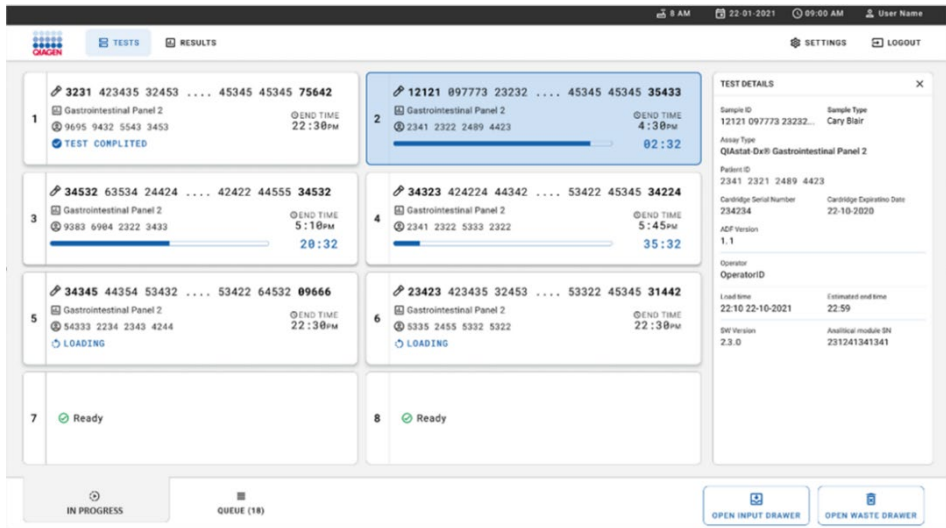 8 AM 22-01-2021 09:00 AM User Name
QIAGEN TESTS RESULTS SETTINGS LOGOUT
1
3231 423435 32453 .... 45345 45345 75642
Gastrointestinal Panel 2
9695 9432 5543 3453
END TIME
22:30PM
TEST COMPLITED
2
12121 097773 23232 .... 45345 45345 35433
Gastrointestinal Panel 2
2341 2322 2489 4423
END TIME
4:30PM
02:32
3
34532 63534 24424 .... 42422 44555 34532
Gastrointestinal Panel 2
9383 6904 2322 3433
END TIME
5:10PM
20:32
4
34323 424224 44342 .... 53422 45345 34224
Gastrointestinal Panel 2
2341 2322 5333 2322
END TIME
5:45PM
35:32
5
34345 44354 53432 .... 53422 64532 09666
Gastrointestinal Panel 2
54333 2234 2343 4244
END TIME
22:30PM
LOADING
6
23423 423435 32453 .... 53322 45345 31442
Gastrointestinal Panel 2
5335 2455 5332 5322
END TIME
22:30PM
LOADING
7
Ready
8
Ready
TEST DETAILS
Sample ID Sample Type
12121 097773 23232... Cary Blair
Assay Type
QIAstat-Dx® Gastrointestinal Panel 2
Patient ID
2341 2321 2489 4423
Cardridge Serial Number Cardridge Expiratino Date
234234 22-10-2020
ADF Version
1.1
Operator
OperatorID
Load time Estimated end time
22:10 22-10-2021 22:59
SW Version Analitical module SN
2.3.0 231241341341
IN PROGRESS
QUEUE (18)
OPEN INPUT DRAWER
OPEN WASTE DRAWER